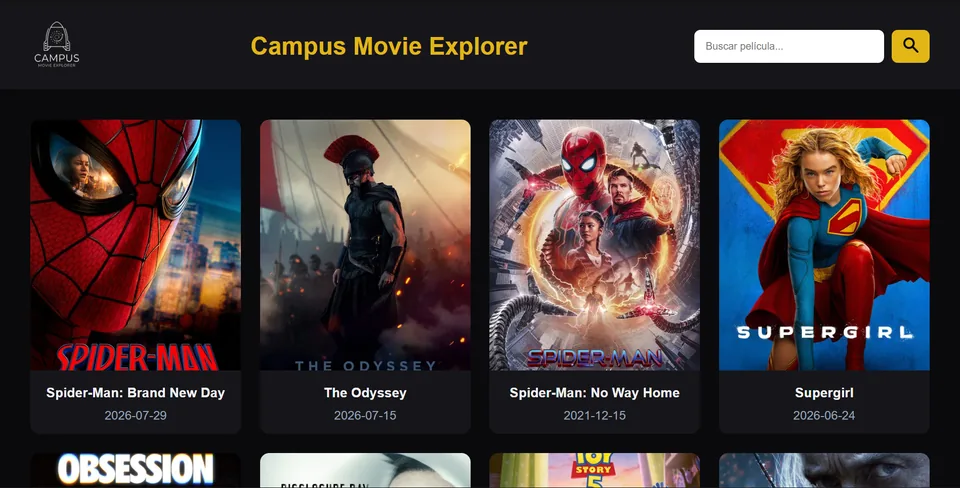 CAMPUS
MOVIE EXPLORER
Campus Movie Explorer
Buscar película...
SPIDER-MAN
THE ODYSSEY
SPIDER-MAN
SUPERGIRL
Spider-Man: Brand New Day
2026-07-29
The Odyssey
2026-07-15
Spider-Man: No Way Home
2021-12-15
Supergirl
2026-06-24
OBSESSION
DISCLOSURE DAY
TOY
STORY
5